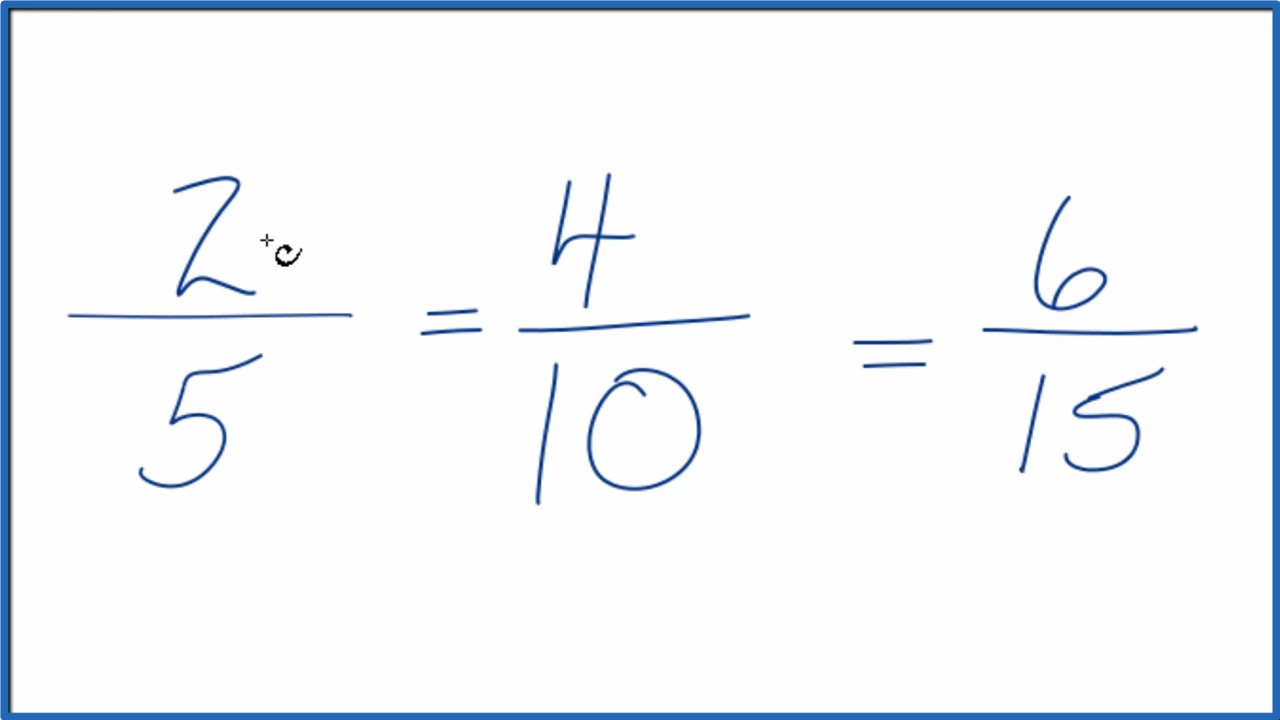 2/5 = 4/10 = 6/15